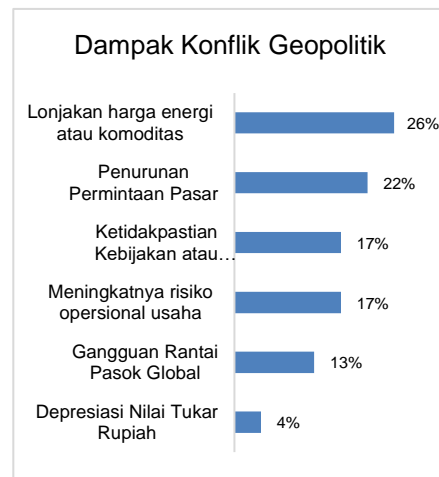 Dampak Konflik Geopolitik
Lonjakan harga energi
atau komoditas
26%
Penurunan
Permintaan Pasar
22%
Ketidakpastian
Kebijakan atau…
17%
Meningkatnya risiko
opersional usaha
17%
Gangguan Rantai
Pasok Global
13%
Depresiasi Nilai Tukar
Rupiah
4%